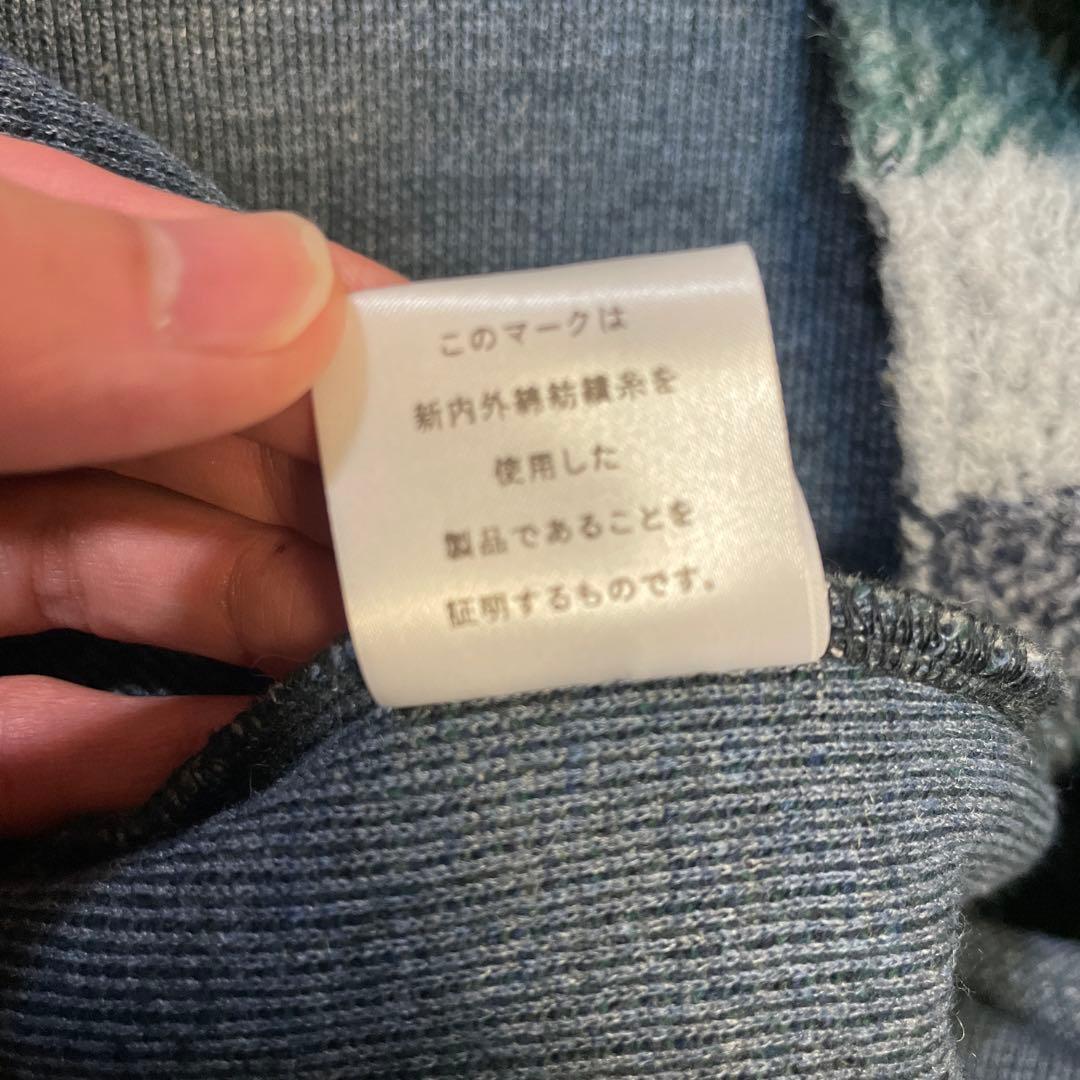 このマークは
新内外綿紡績糸を
使用した
製品であることを
証明するものです。